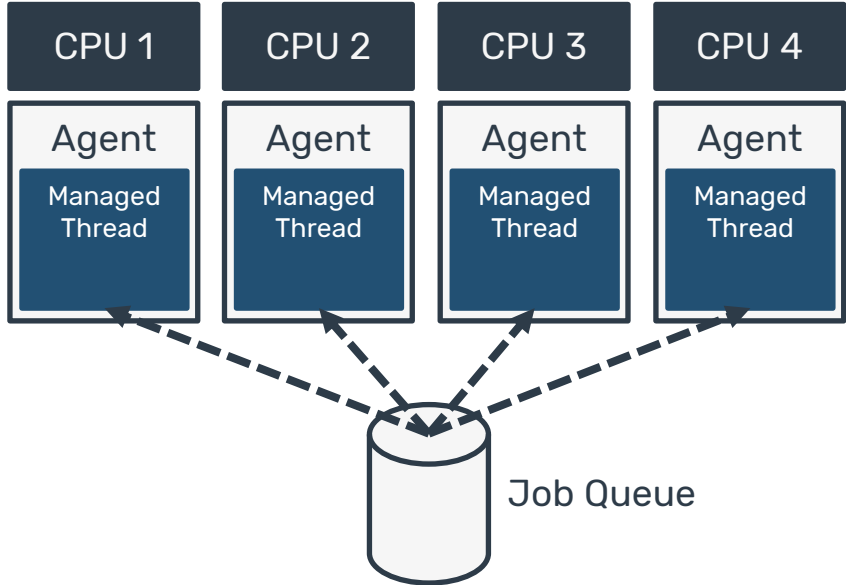 CPU 1
CPU 2
CPU 3
CPU 4
Agent
Agent
Agent
Agent
Managed
Thread
Managed
Thread
Managed
Thread
Managed
Thread
Job Queue